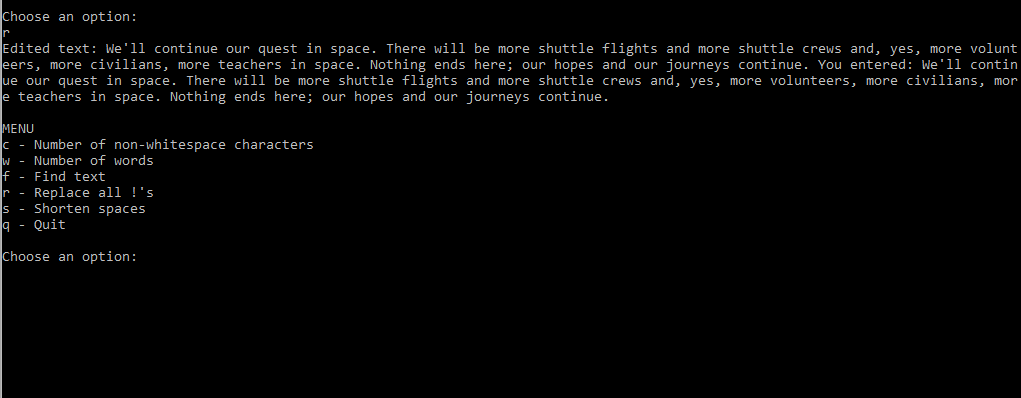 Choose an option:
r
Edited text: We'll continue our quest in space. There will be more shuttle flights and more shuttle crews and, yes, more volunt
eers, more civilians, more teachers in space. Nothing ends here; our hopes and our journeys continue. You entered: We'll contin
ue our quest in space. There will be more shuttle flights and more shuttle crews and, yes, more volunteers, more civilians, mor
e teachers in space. Nothing ends here; our hopes and our journeys continue.
MENU
c - Number of non-whitespace characters
w - Number of words
f - Find text
r - Replace all !'s
s - Shorten spaces
q - Quit
Choose an option: